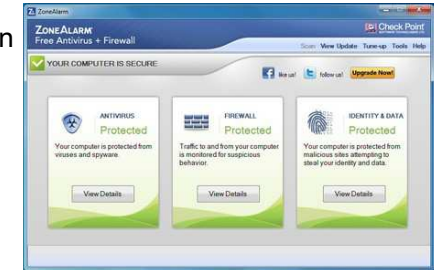 n
ZoneAlarm
ZONEALARM
Free Antivirus + Firewall
Check Point
SOFTWARE TECHNOLOGIES LTD.
Scan View Update Tune-up Tools Help
YOUR COMPUTER IS SECURE
like us!
follow us!
Upgrade Now!
ANTIVIRUS
Protected
Your computer is protected from
viruses and spyware.
View Details
FIREWALL
Protected
Traffic to and from your computer
is monitored for suspicious
behavior.
View Details
IDENTITY & DATA
Protected
Your computer is protected from
malicious sites attempting to
steal your identity and data.
View Details